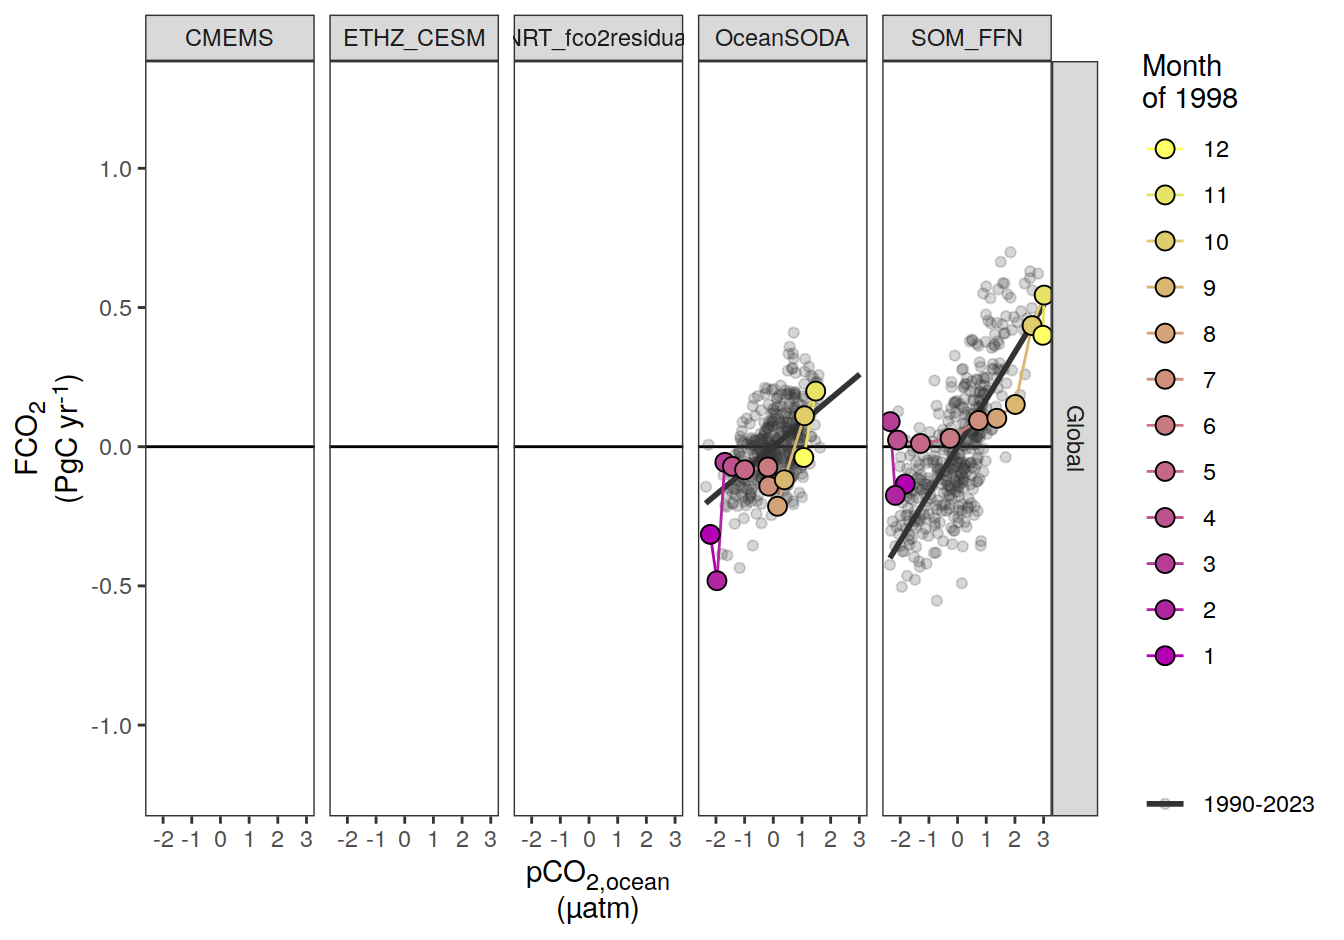 CMEMS ETHZ_CESM NRT_fco2residual OceanSODA SOM_FFN
Month
of 1998
12
11
10
9
8
7
6
5
4
3
2
1
1990-2023
Global
FCO2
(PgC yr-1)
1.0
0.5
0.0
-0.5
-1.0
-2 -1 0 1 2 3 -2 -1 0 1 2 3 -2 -1 0 1 2 3 -2 -1 0 1 2 3 -2 -1 0 1 2 3
pCO2,ocean
(µatm)